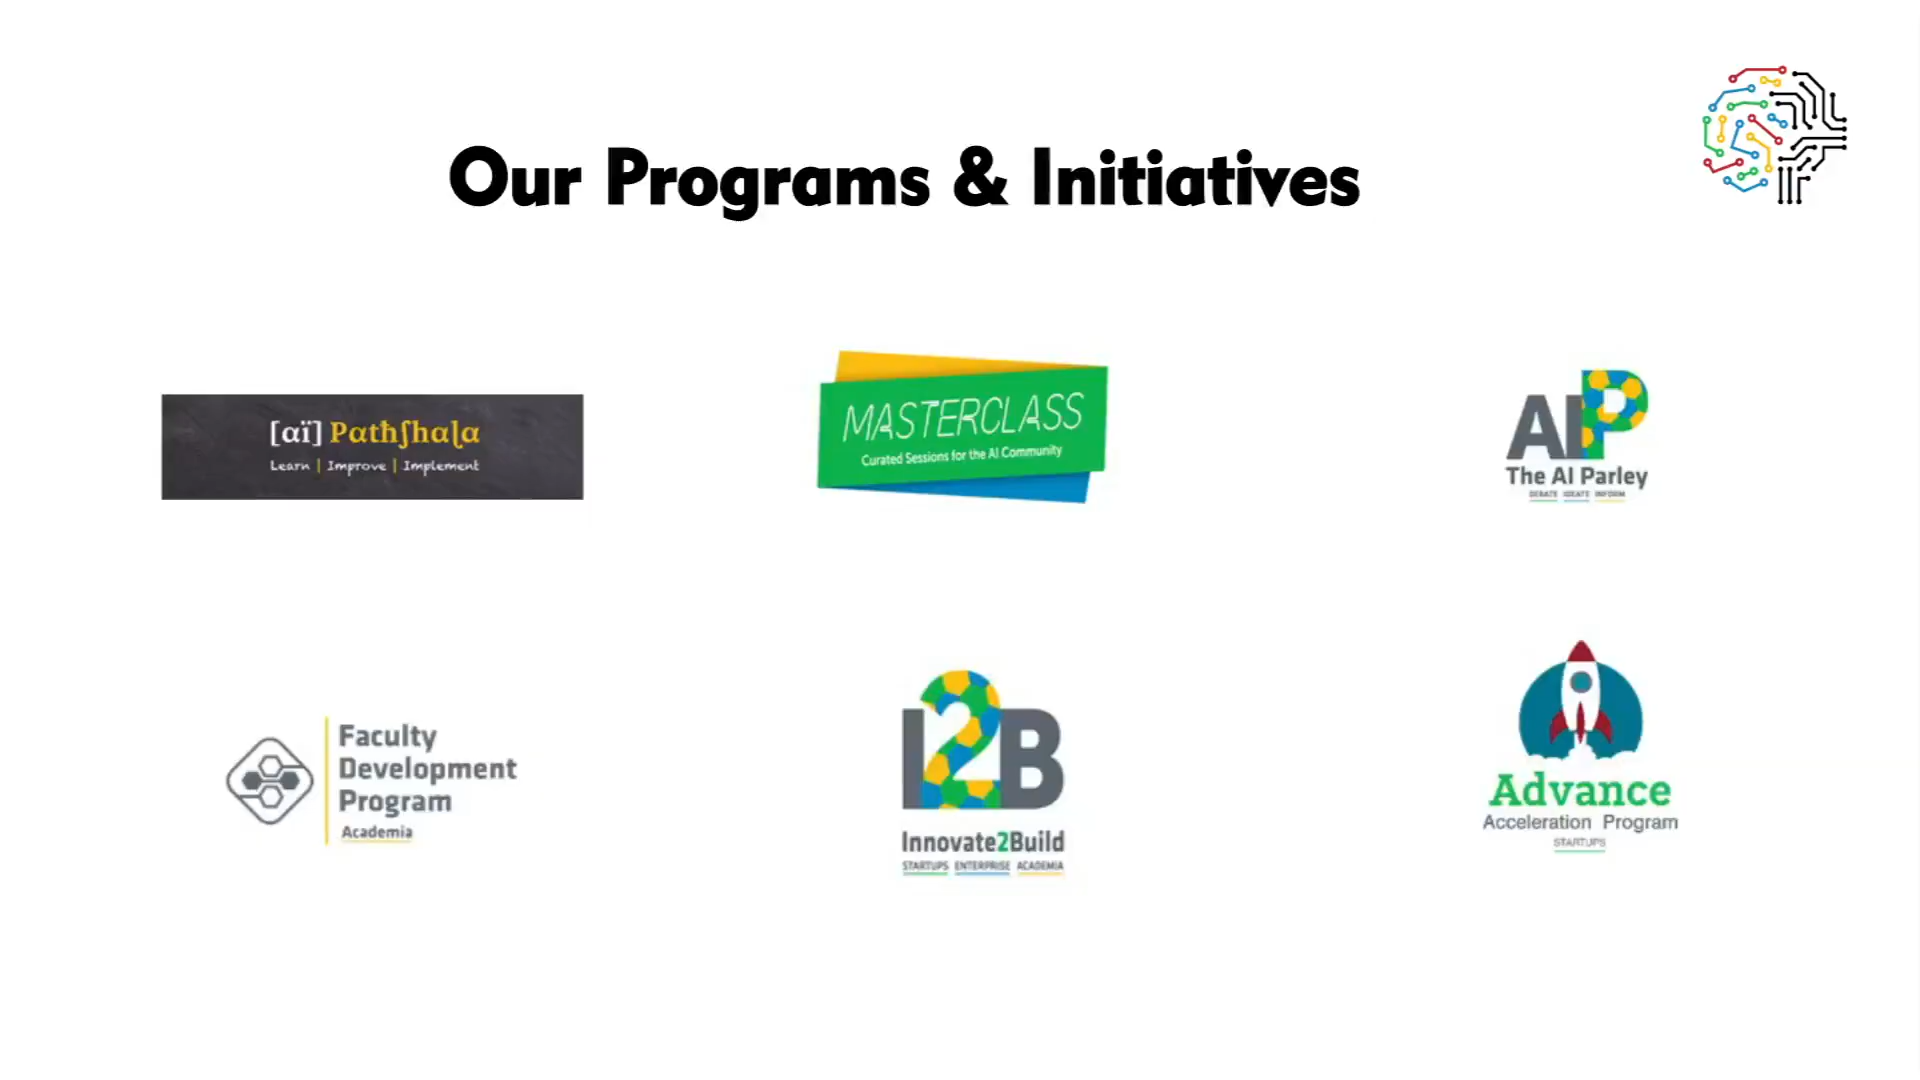 Our Programs & Initiatives
[aï] Pathshala
Learn | Improve | Implement
MASTERCLASS
Curated Sessions for the AI Community
AIP
The AI Parley
DEBATE IDEATE INFORM
Faculty
Development
Program
Academia
I2B
Innovate2Build
STARTUPS ENTERPRISE ACADEMIA
Advance
Acceleration Program
STARTUPS